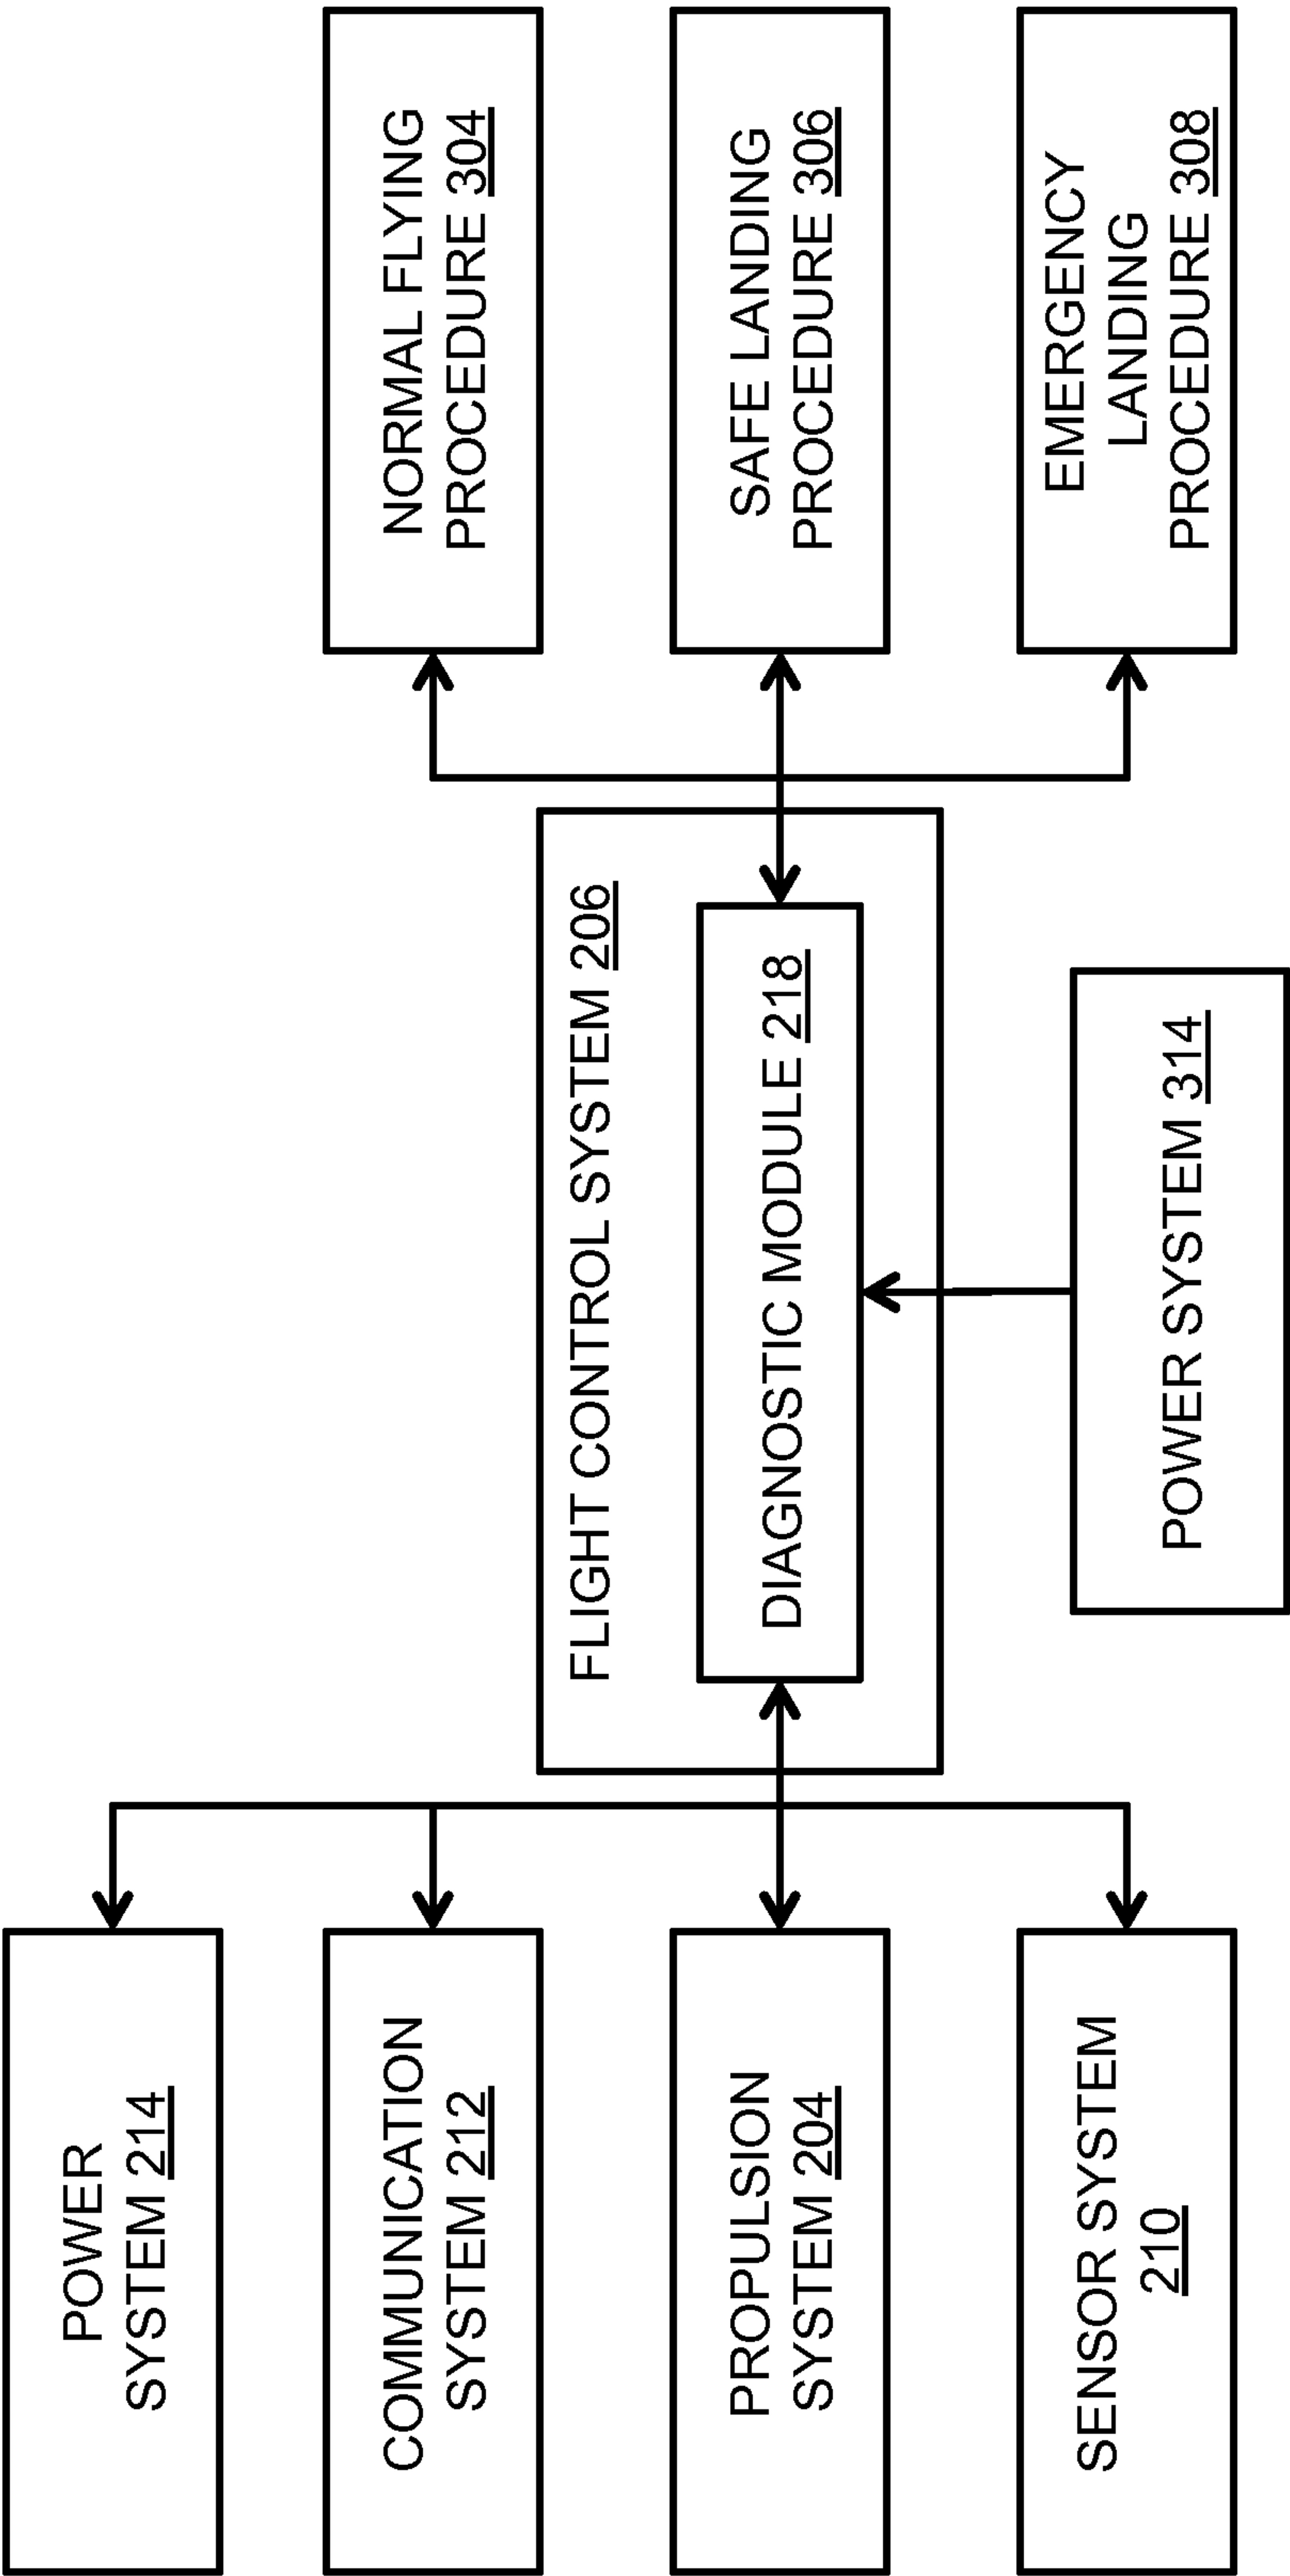 POWER
SYSTEM 214
COMMUNICATION
SYSTEM 212
PROPULSION
SYSTEM 204
SENSOR SYSTEM
210
FLIGHT CONTROL SYSTEM 206
DIAGNOSTIC MODULE 218
POWER SYSTEM 314
NORMAL FLYING
PROCEDURE 304
SAFE LANDING
PROCEDURE 306
EMERGENCY
LANDING
PROCEDURE 308